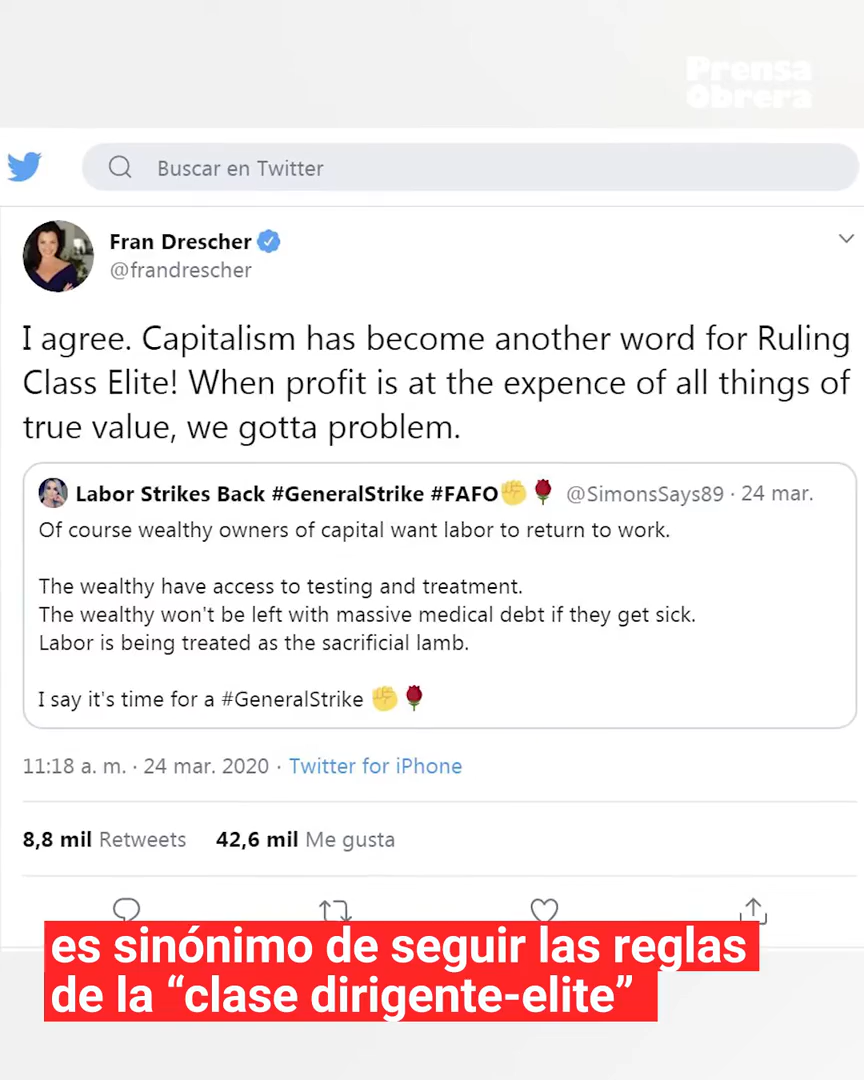 Prensa
Obrera
Buscar en Twitter
Fran Drescher
@frandrescher
I agree. Capitalism has become another word for Ruling
Class Elite! When profit is at the expence of all things of
true value, we gotta problem.
Labor Strikes Back #GeneralStrike #FAFO✊🌹 @SimonsSays89 · 24 mar.
Of course wealthy owners of capital want labor to return to work.
The wealthy have access to testing and treatment.
The wealthy won't be left with massive medical debt if they get sick.
Labor is being treated as the sacrificial lamb.
I say it's time for a #GeneralStrike ✊🌹
11:18 a. m. · 24 mar. 2020 · Twitter for iPhone
8,8 mil Retweets 42,6 mil Me gusta
es sinónimo de seguir las reglas
de la “clase dirigente-elite”